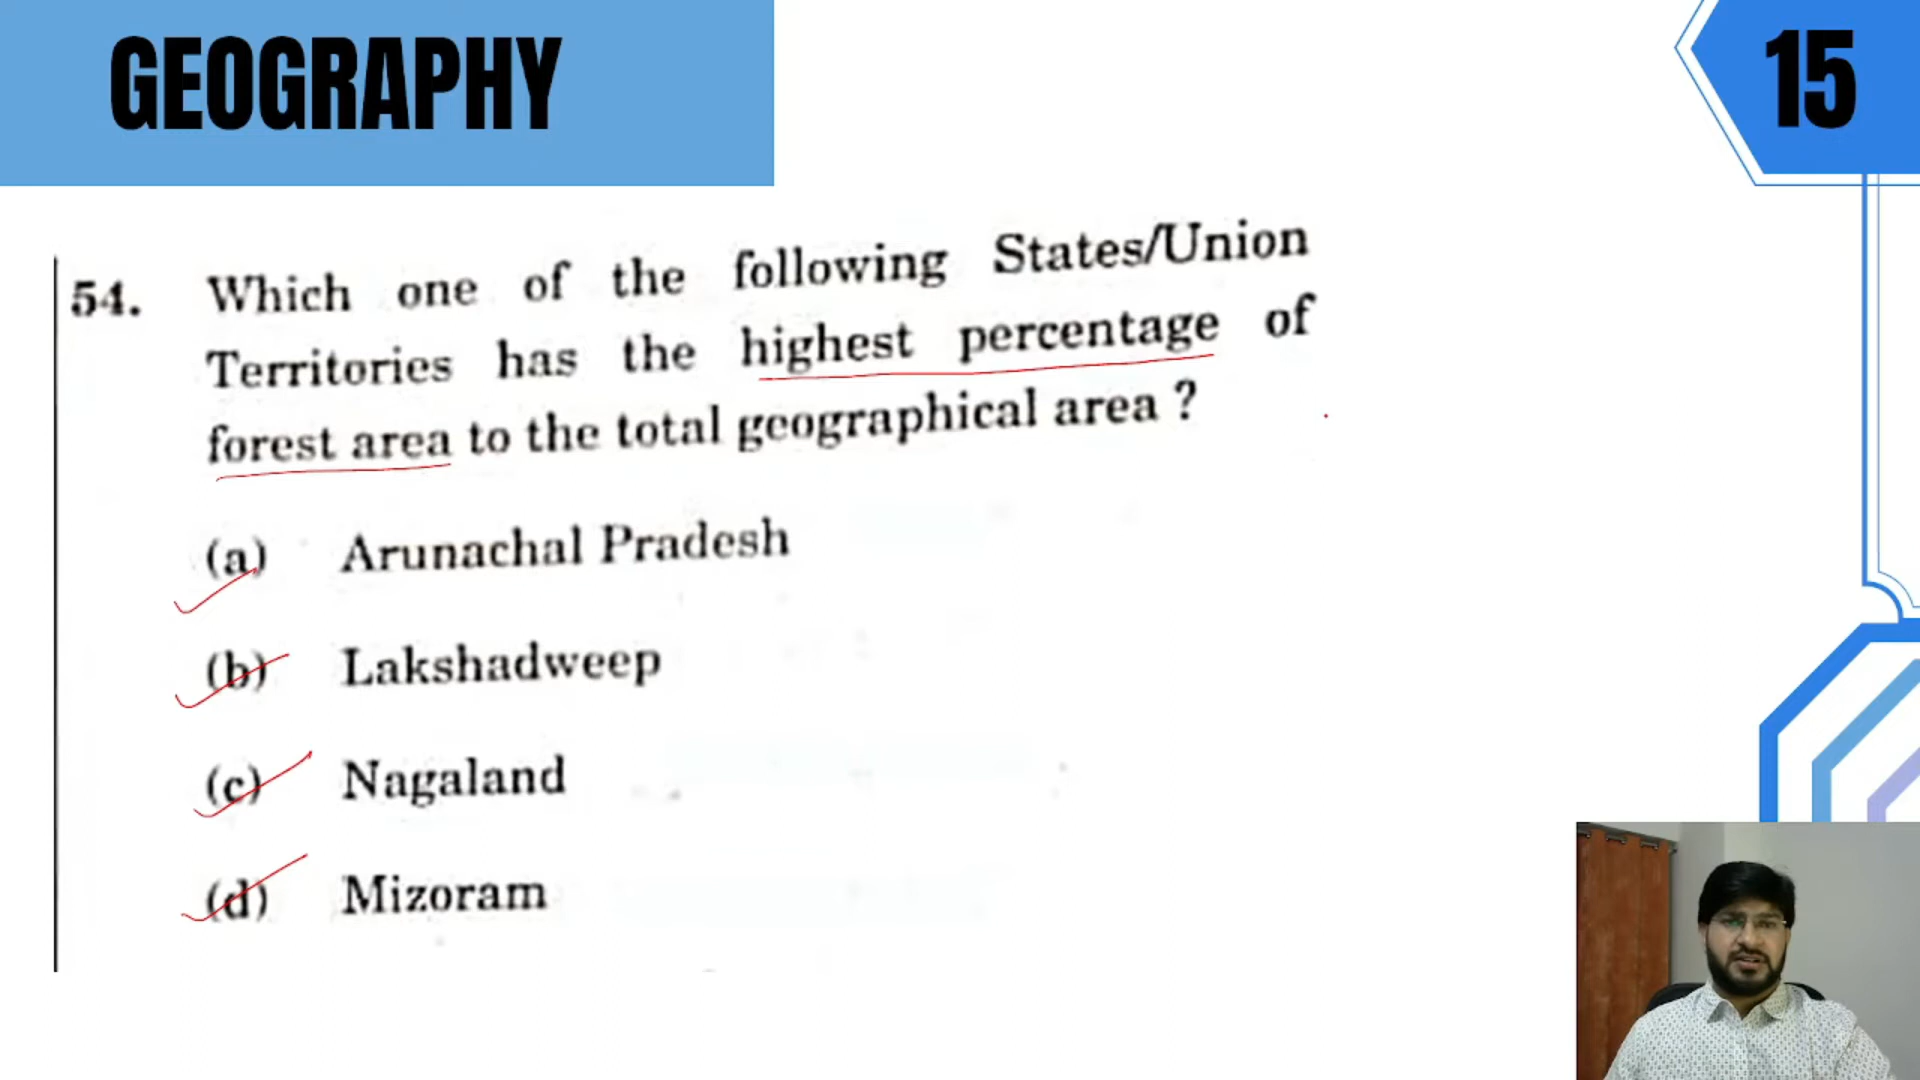 GEOGRAPHY
15
54. Which one of the following States/Union
Territories has the highest percentage of
forest area to the total geographical area ?
(a) Arunachal Pradesh
(b) Lakshadweep
(c) Nagaland
(d) Mizoram